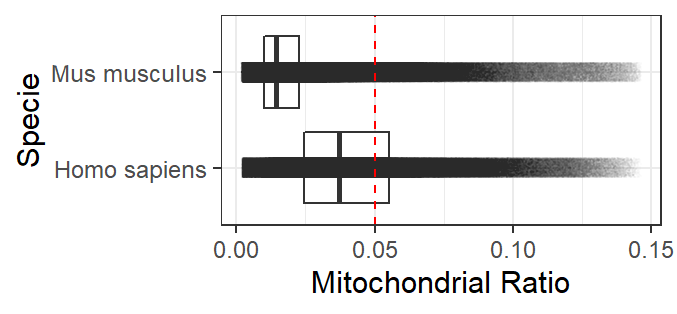 Specie
Mus musculus
Homo sapiens
0.00 0.05 0.10 0.15
Mitochondrial Ratio